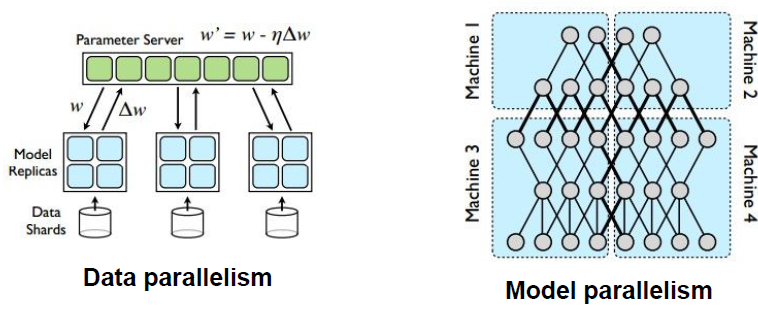 Parameter Server
w' = w - ηΔw
w
Δw
Model
Replicas
Data
Shards
Data parallelism
Machine 1
Machine 2
Machine 3
Machine 4
Model parallelism